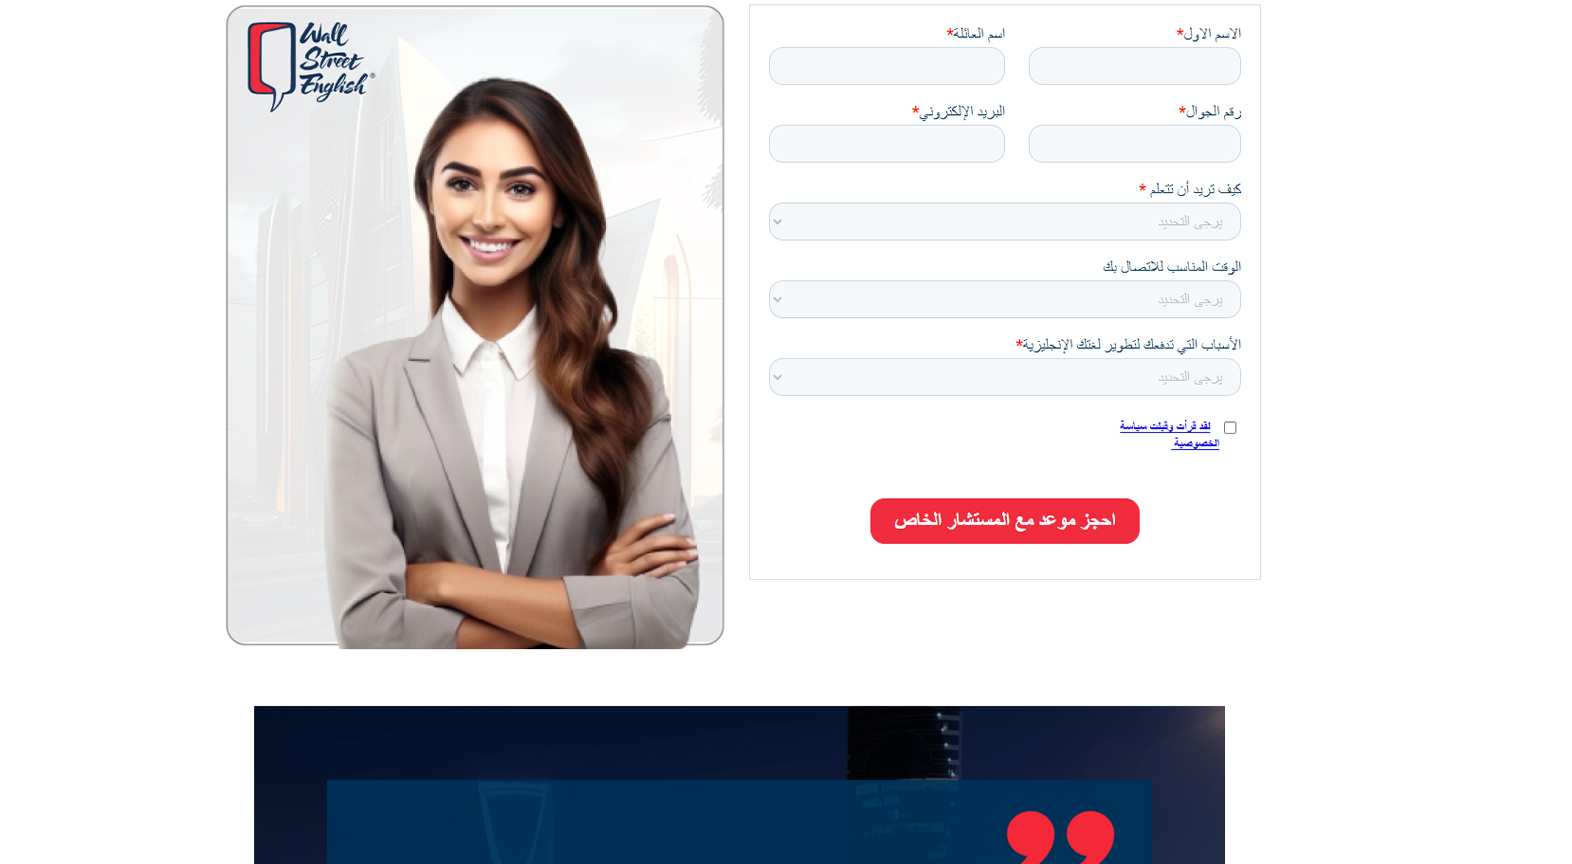 Wall
Street
English®
الاسم الاول*
اسم العائلة*
رقم الجوال*
البريد الإلكتروني*
كيف تريد أن تتعلم *
يرجى التحديد
الوقت المناسب للاتصال بك
يرجى التحديد
الأسباب التي تدفعك لتطوير لغتك الإنجليزية*
يرجى التحديد
لقد قرأت وقبلت سياسة
الخصوصية
احجز موعد مع المستشار الخاص